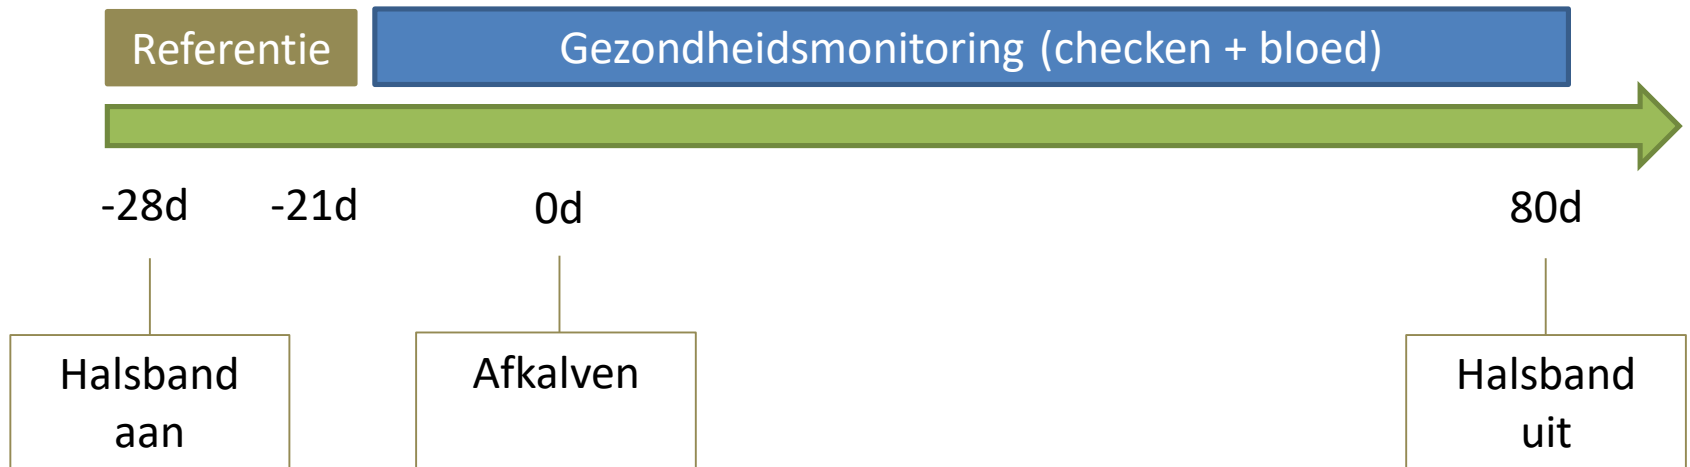 Referentie
Gezondheidsmonitoring (checken + bloed)
-28d
-21d
0d
80d
Halsband
aan
Afkalven
Halsband
uit